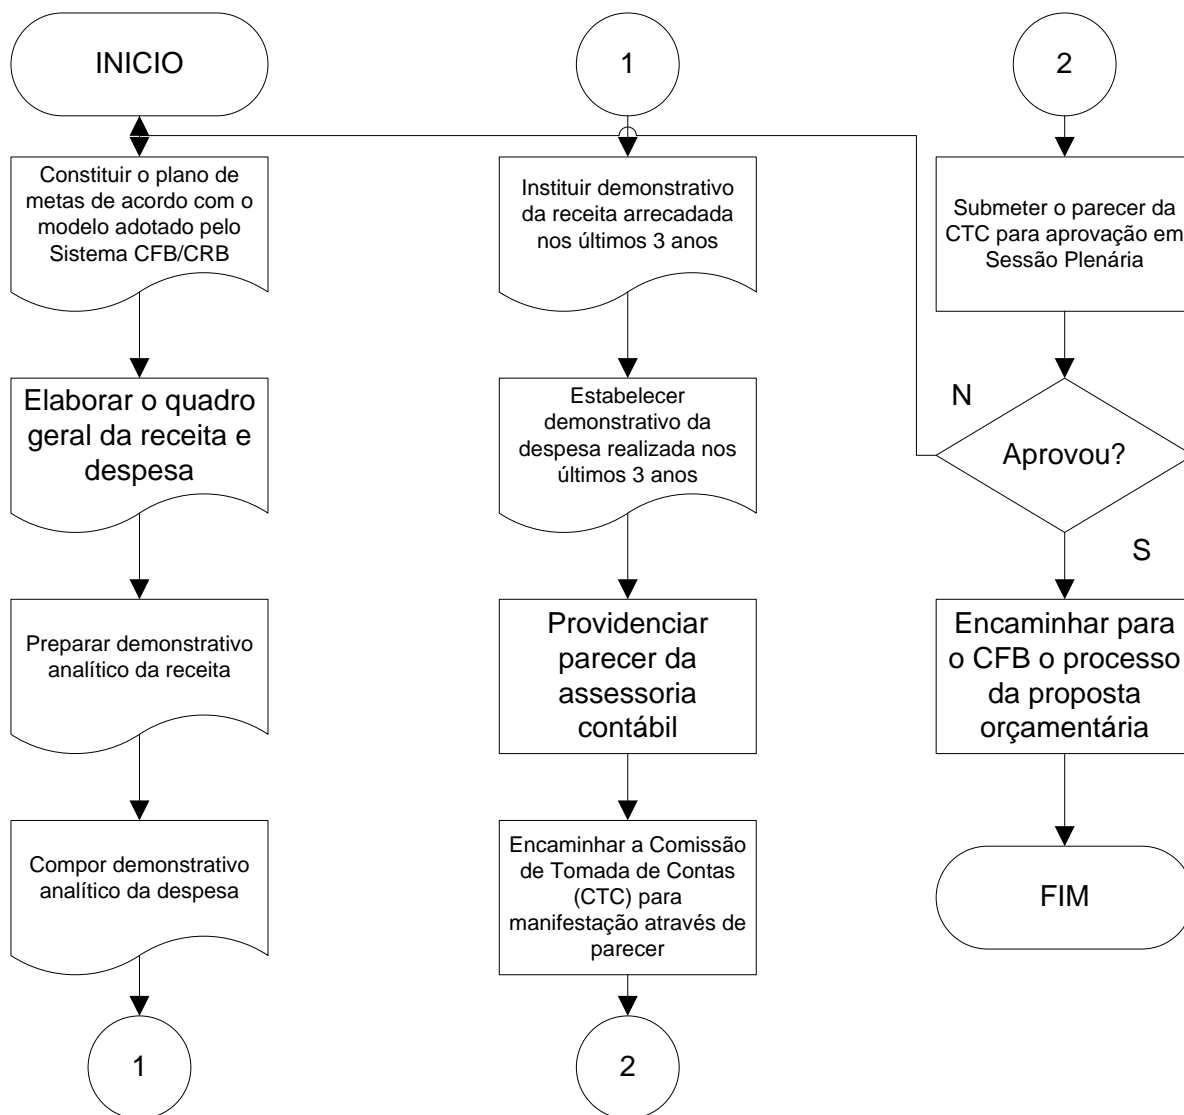 INICIO
Constituir o plano de
metas de acordo com o
modelo adotado pelo
Sistema CFB/CRB
Elaborar o quadro
geral da receita e
despesa
Preparar demonstrativo
analítico da receita
Compor demonstrativo
analítico da despesa
1
1
Instituir demonstrativo
da receita arrecadada
nos últimos 3 anos
Estabelecer
demonstrativo da
despesa realizada nos
últimos 3 anos
Providenciar
parecer da
assessoria
contábil
Encaminhar a Comissão
de Tomada de Contas
(CTC) para
manifestação através de
parecer
2
2
Submeter o parecer da
CTC para aprovação em
Sessão Plenária
N
Aprovou?
S
Encaminhar para
o CFB o processo
da proposta
orçamentária
FIM